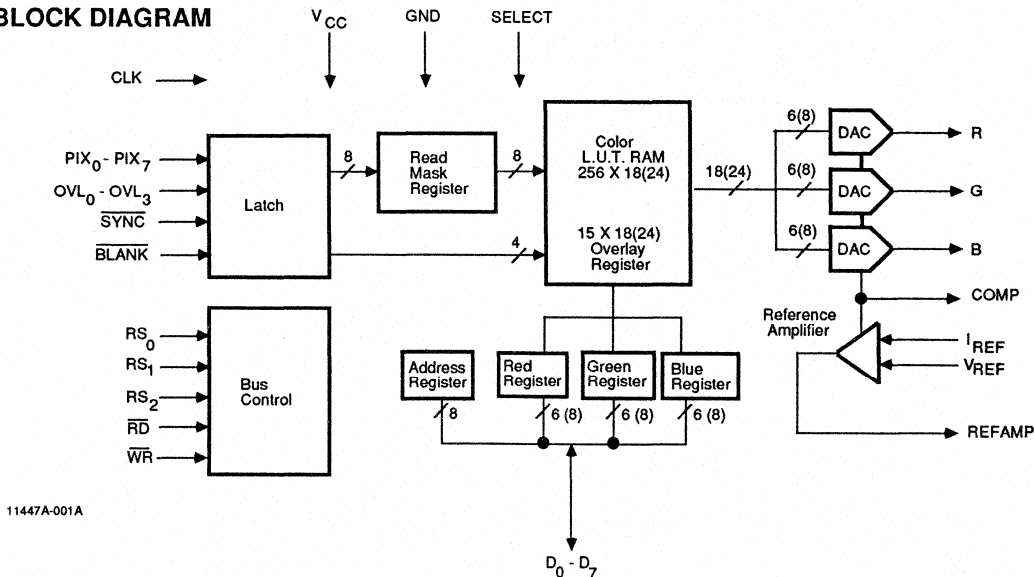 BLOCK DIAGRAM
VCC
GND
SELECT
CLK
PIX0 - PIX7
OVL0 - OVL3
SYNC
BLANK
Latch
8
Read
Mask
Register
8
4
Color
L.U.T. RAM
256 X 18(24)
15 X 18(24)
Overlay
Register
18(24)
6(8)
DAC
R
6(8)
DAC
G
6(8)
DAC
B
COMP
Reference
Amplifier
IREF
VREF
REFAMP
RS0
RS1
RS2
RD
WR
Bus
Control
Address
Register
Red
Register
Green
Register
Blue
Register
8
6 (8)
6 (8)
6 (8)
D0 - D7
11447A-001A